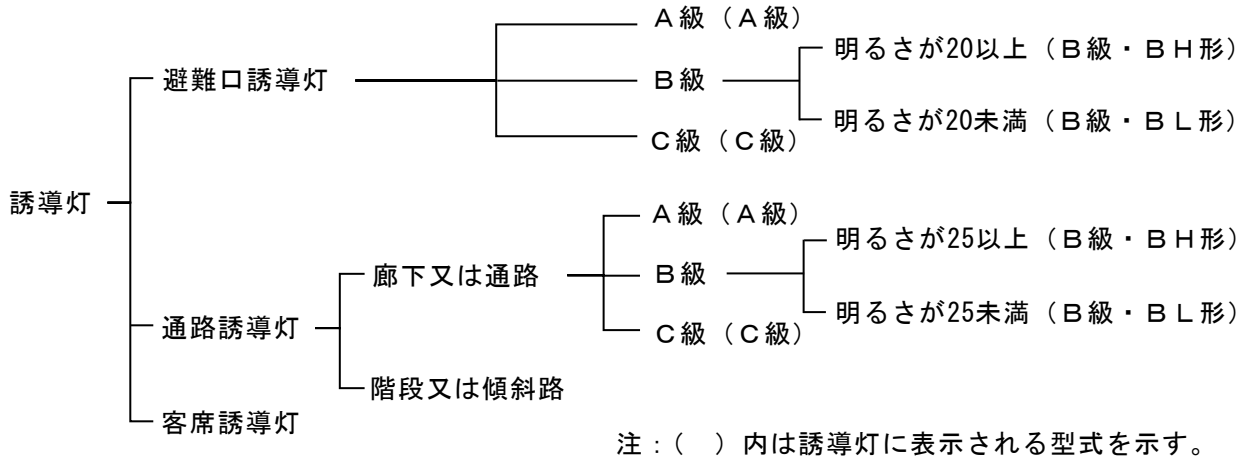 誘導灯
避難口誘導灯
A級（A級）
B級
明るさが20以上（B級・BH形）
明るさが20未満（B級・BL形）
C級（C級）
通路誘導灯
廊下又は通路
A級（A級）
B級
明るさが25以上（B級・BH形）
明るさが25未満（B級・BL形）
C級（C級）
階段又は傾斜路
客席誘導灯
注：（　）内は誘導灯に表示される型式を示す。